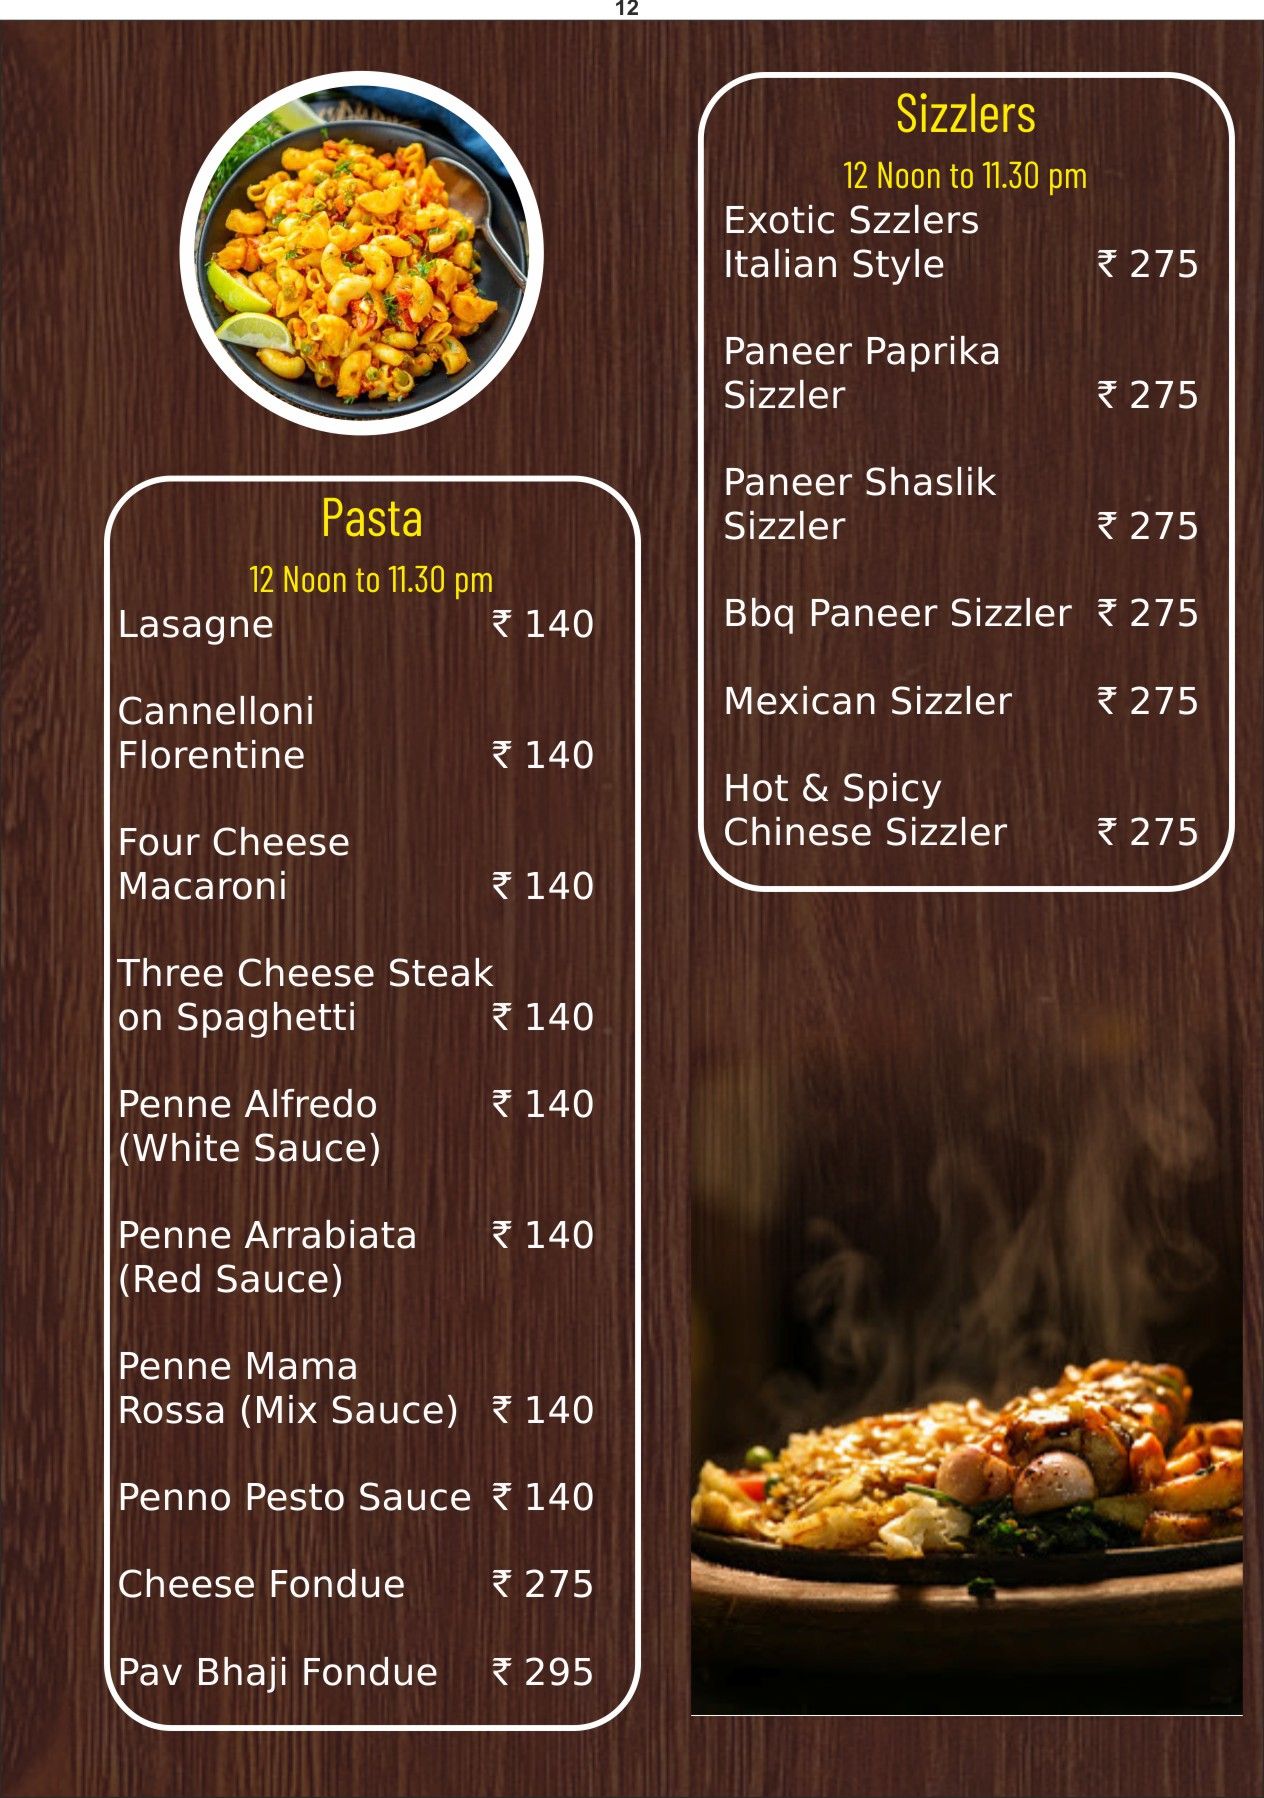 12
Pasta
12 Noon to 11.30 pm
Lasagne ₹ 140
Cannelloni
Florentine ₹ 140
Four Cheese
Macaroni ₹ 140
Three Cheese Steak
on Spaghetti ₹ 140
Penne Alfredo ₹ 140
(White Sauce)
Penne Arrabiata ₹ 140
(Red Sauce)
Penne Mama
Rossa (Mix Sauce) ₹ 140
Penno Pesto Sauce ₹ 140
Cheese Fondue ₹ 275
Pav Bhaji Fondue ₹ 295
Sizzlers
12 Noon to 11.30 pm
Exotic Szzlers
Italian Style ₹ 275
Paneer Paprika
Sizzler ₹ 275
Paneer Shaslik
Sizzler ₹ 275
Bbq Paneer Sizzler ₹ 275
Mexican Sizzler ₹ 275
Hot & Spicy
Chinese Sizzler ₹ 275